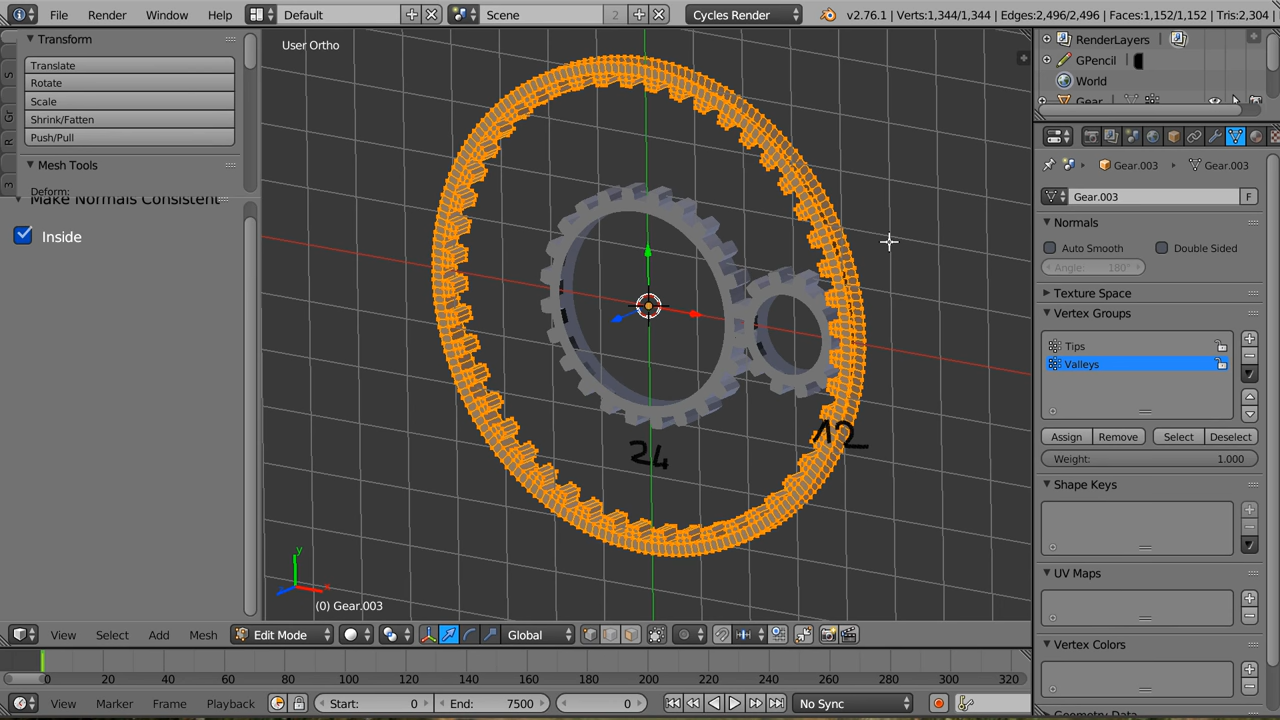 File Render Window Help Default Scene 2 Cycles Render v2.76.1 | Verts:1,344/1,344 | Edges:2,496/2,496 | Faces:1,152/1,152 | Tris:2,304 |
Transform
Translate
Rotate
Scale
Shrink/Fatten
Push/Pull
Mesh Tools
Deform:
Make Normals Consistent
Inside
S
Gr
R
3
User Ortho
24
12
y
x
(0) Gear.003
RenderLayers
GPencil
World
Gear
Gear.003 Gear.003
Gear.003 F
Normals
Auto Smooth Double Sided
Angle: 180°
Texture Space
Vertex Groups
Tips
Valleys
Assign Remove Select Deselect
Weight: 1.000
Shape Keys
UV Maps
Vertex Colors
Geometry Data
View Select Add Mesh Edit Mode Global
0 20 40 60 80 100 120 140 160 180 200 220 240 260 280 300 320
View Marker Frame Playback Start: 0 End: 7500 0 No Sync